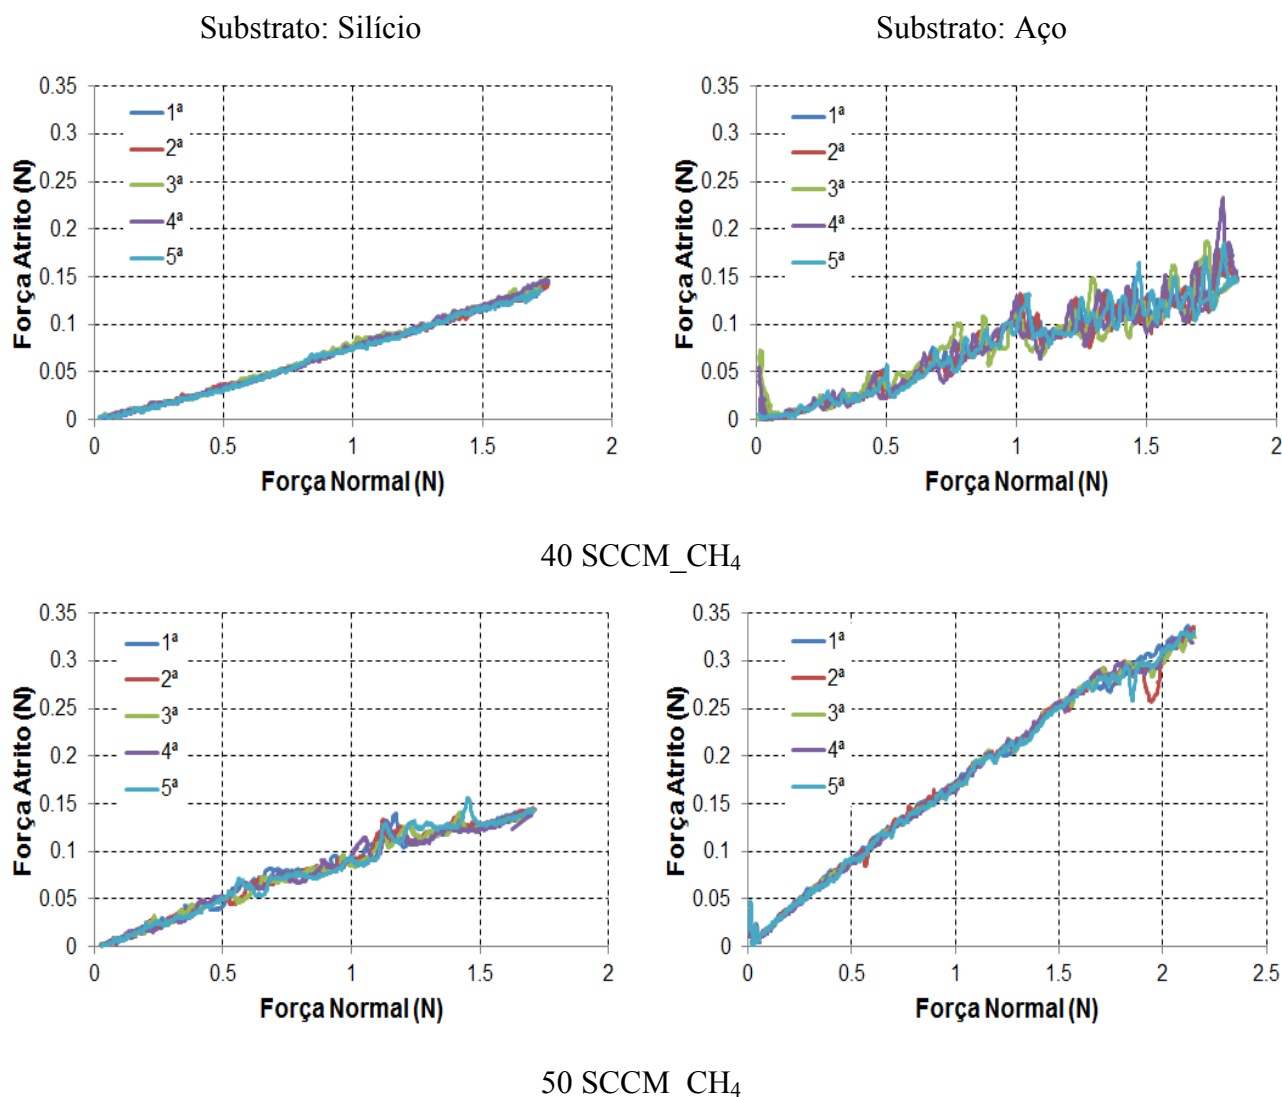 Substrato: Silício
Substrato: Aço
0.35
0.3
0.25
0.2
0.15
0.1
0.05
0
Força Atrito (N)
1ª
2ª
3ª
4ª
5ª
0 0.5 1 1.5 2
Força Normal (N)
0.35
0.3
0.25
0.2
0.15
0.1
0.05
0
Força Atrito (N)
1ª
2ª
3ª
4ª
5ª
0 0.5 1 1.5 2
Força Normal (N)
40 SCCM_CH₄
0.35
0.3
0.25
0.2
0.15
0.1
0.05
0
Força Atrito (N)
1ª
2ª
3ª
4ª
5ª
0 0.5 1 1.5 2
Força Normal (N)
0.35
0.3
0.25
0.2
0.15
0.1
0.05
0
Força Atrito (N)
1ª
2ª
3ª
4ª
5ª
0 0.5 1 1.5 2 2.5
Força Normal (N)
50 SCCM_CH₄